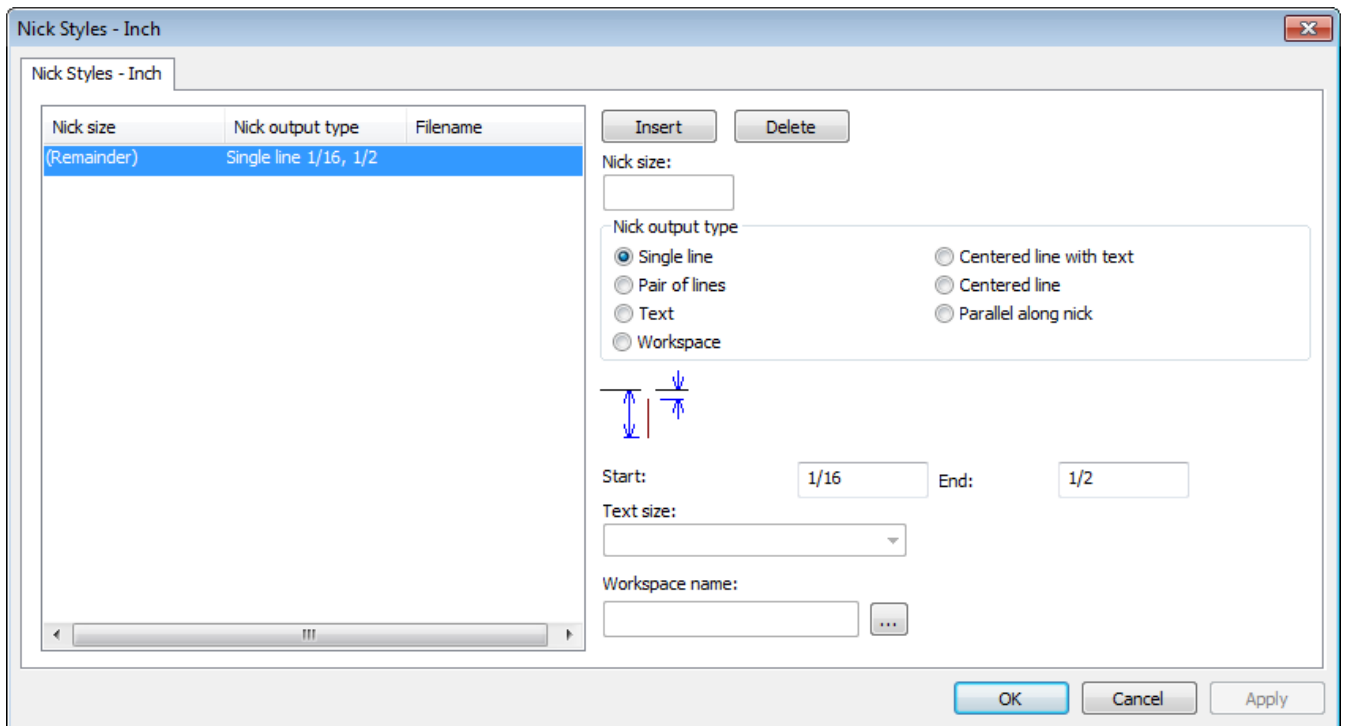 Nick Styles - Inch
Nick Styles - Inch
Nick size Nick output type Filename
(Remainder) Single line 1/16, 1/2
Insert Delete
Nick size:
Nick output type
Single line Centered line with text
Pair of lines Centered line
Text Parallel along nick
Workspace
Start: 1/16 End: 1/2
Text size:
Workspace name:
...
OK Cancel Apply